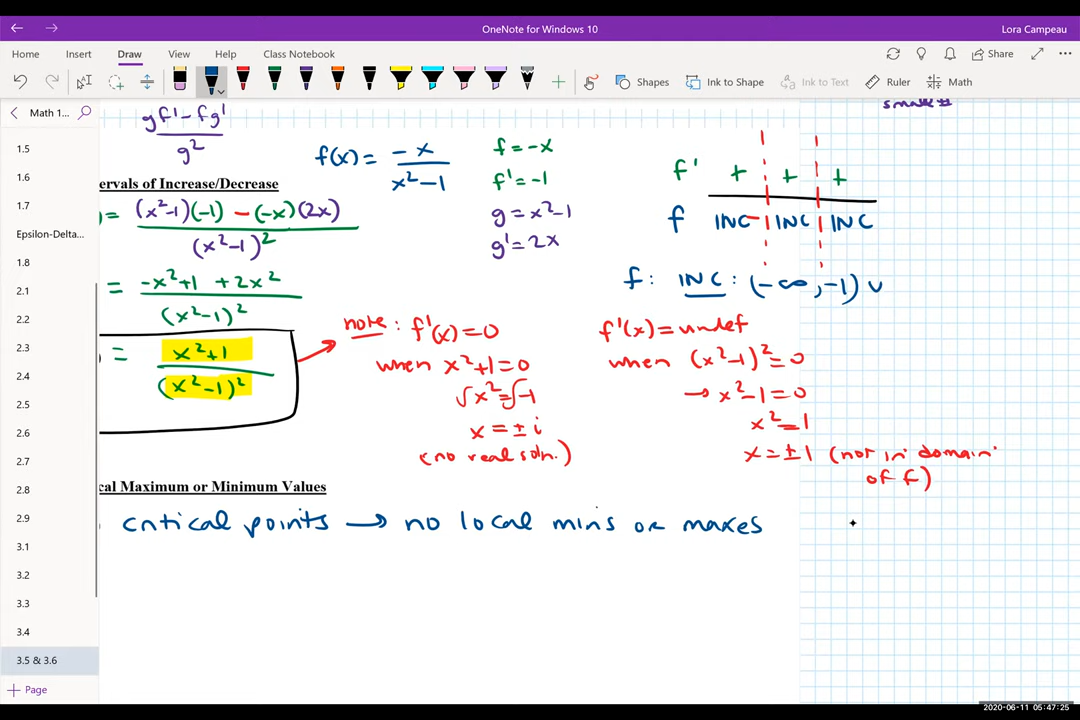 OneNote for Windows 10
Lora Campeau
Home Insert Draw View Help Class Notebook
Share
Shapes Ink to Shape Ink to Text Ruler Math
Math 1...
1.5
1.6
1.7
Epsilon-Delta...
1.8
2.1
2.2
2.3
2.4
2.5
2.6
2.7
2.8
2.9
3.1
3.2
3.3
3.4
3.5 & 3.6
Page
gf' - fg'
g²
ervals of Increase/Decrease
) = (x²-1)(-1) - (-x)(2x)
(x²-1)²
= -x²+1 +2x²
(x²-1)²
= x²+1
(x²-1)²
f(x) = -x
x²-1
f = -x
f' = -1
g = x²-1
g' = 2x
f' + + +
f INC INC INC
f: INC: (-∞, -1) ∪
note: f'(x) = 0
when x²+1=0
√x² = √-1
x = ± i
(no real soln.)
f'(x) = undef
when (x²-1)² = 0
→ x²-1=0
x² = 1
x = ±1 (not in domain
of f)
cal Maximum or Minimum Values
critical points → no local mins or maxes
2020-06-11 05:47:25